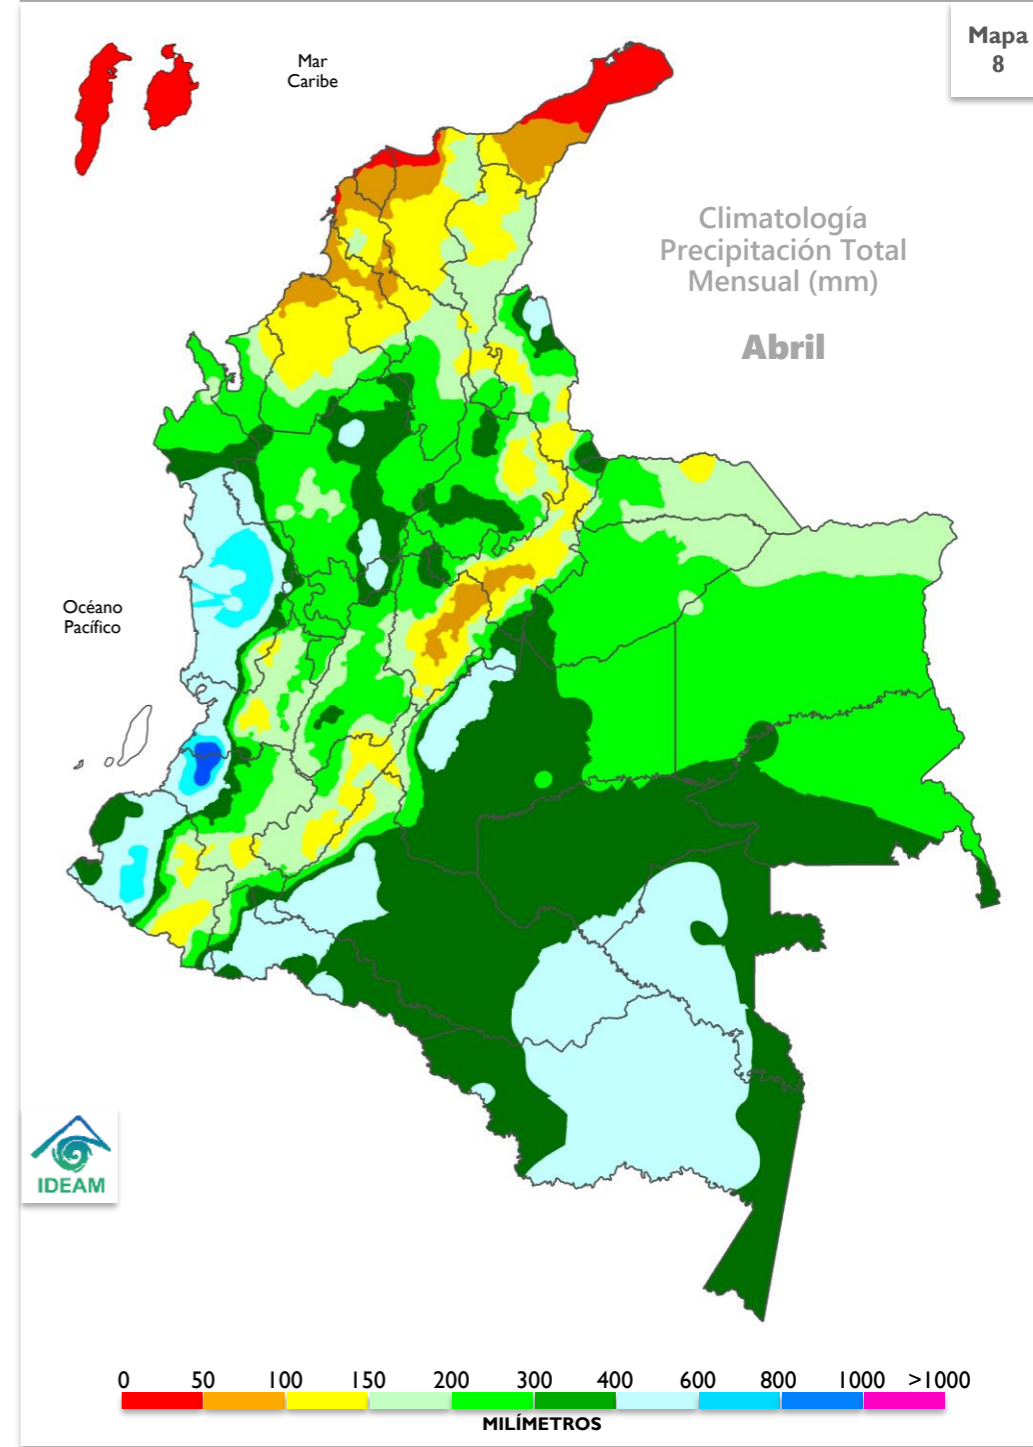 Mapa
8
Mar
Caribe
Climatología
Precipitación Total
Mensual (mm)
Abril
Océano
Pacífico
IDEAM
0 50 100 150 200 300 400 600 800 1000 >1000
MILÍMETROS